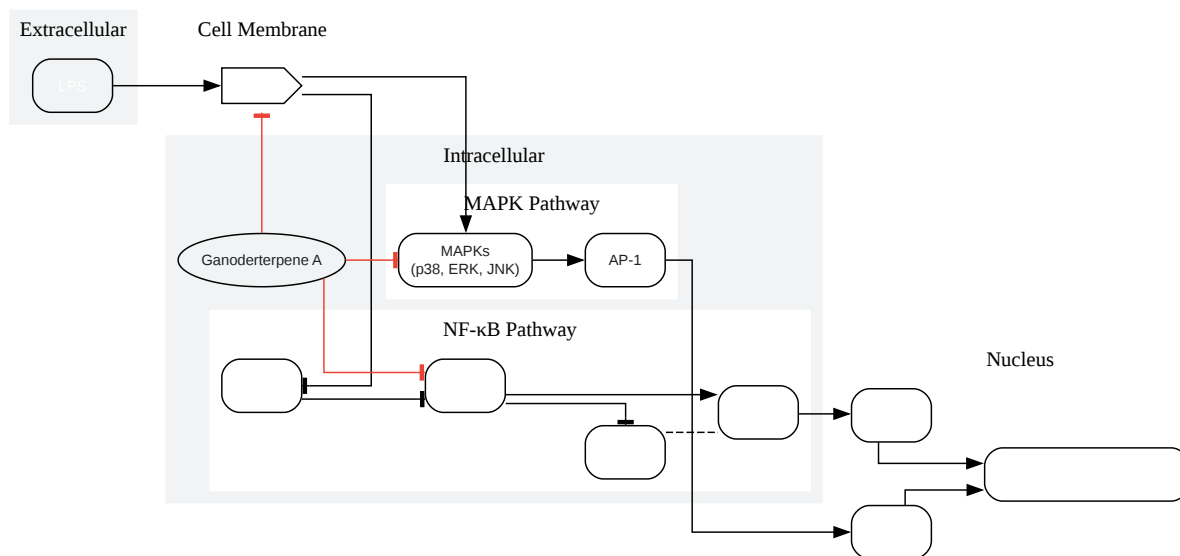 Extracellular
Cell Membrane
LPS
Intracellular
MAPK Pathway
Ganoderterpene A
MAPKs
(p38, ERK, JNK)
AP-1
NF-κB Pathway
Nucleus